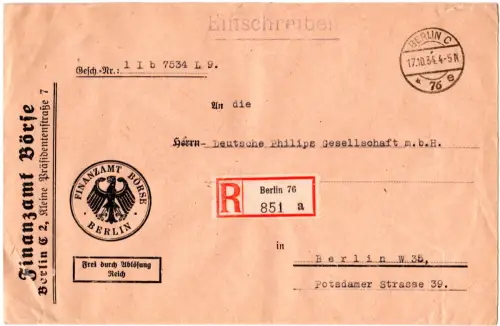 Einschreiben
BERLIN C
17.10.34. 4-5 N
* 76 e
Gesch.-Nr.: 1 I b 7534 L 9.
An die
Herrn Deutsche Philips Gesellschaft m.b.H.
Finanzamt Börse
Berlin C 2, Kleine Präsidentenstraße 7
FINANZAMT BÖRSE
· BERLIN ·
R
Berlin 76
851 a
Frei durch Ablösung
Reich
in
Berlin W 35,
Potsdamer Strasse 39.